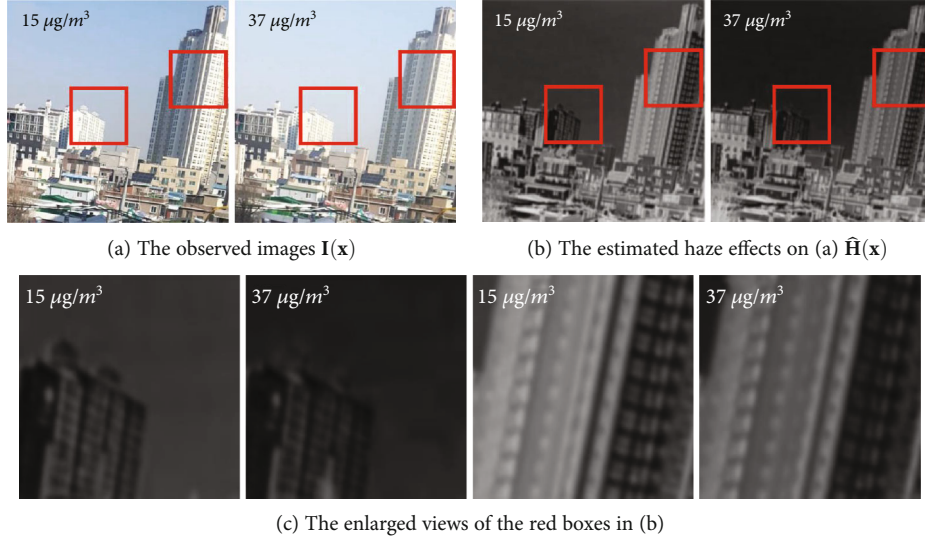 15 μg/m³ 37 μg/m³ 15 μg/m³ 37 μg/m³
(a) The observed images I(x) (b) The estimated haze effects on (a) Ĥ(x)
15 μg/m³ 37 μg/m³ 15 μg/m³ 37 μg/m³
(c) The enlarged views of the red boxes in (b)